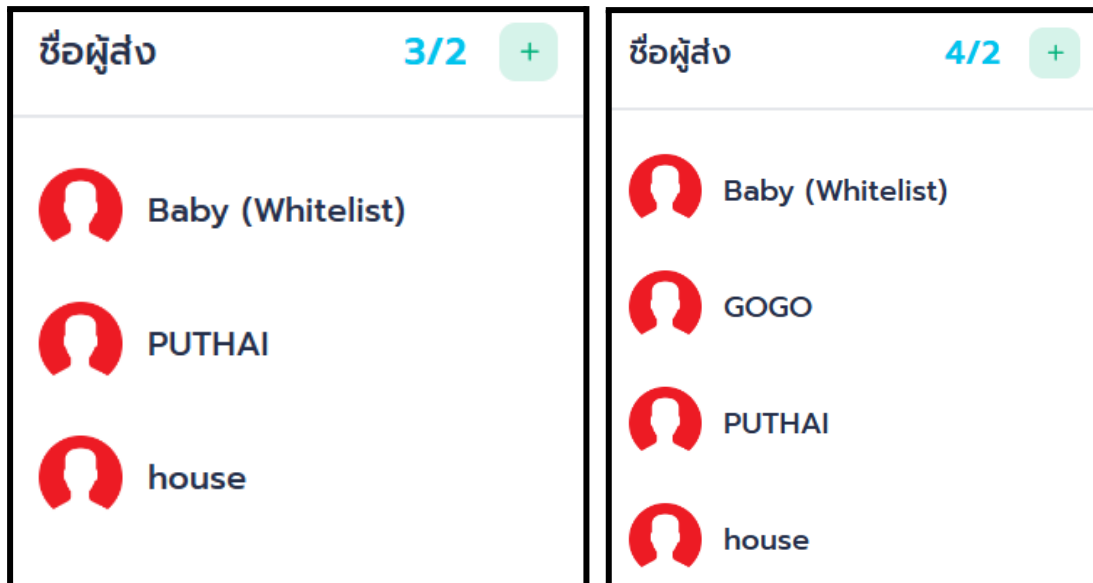 ชื่อผู้ส่ง 3/2 +
Baby (Whitelist)
PUTHAI
house
ชื่อผู้ส่ง 4/2 +
Baby (Whitelist)
GOGO
PUTHAI
house